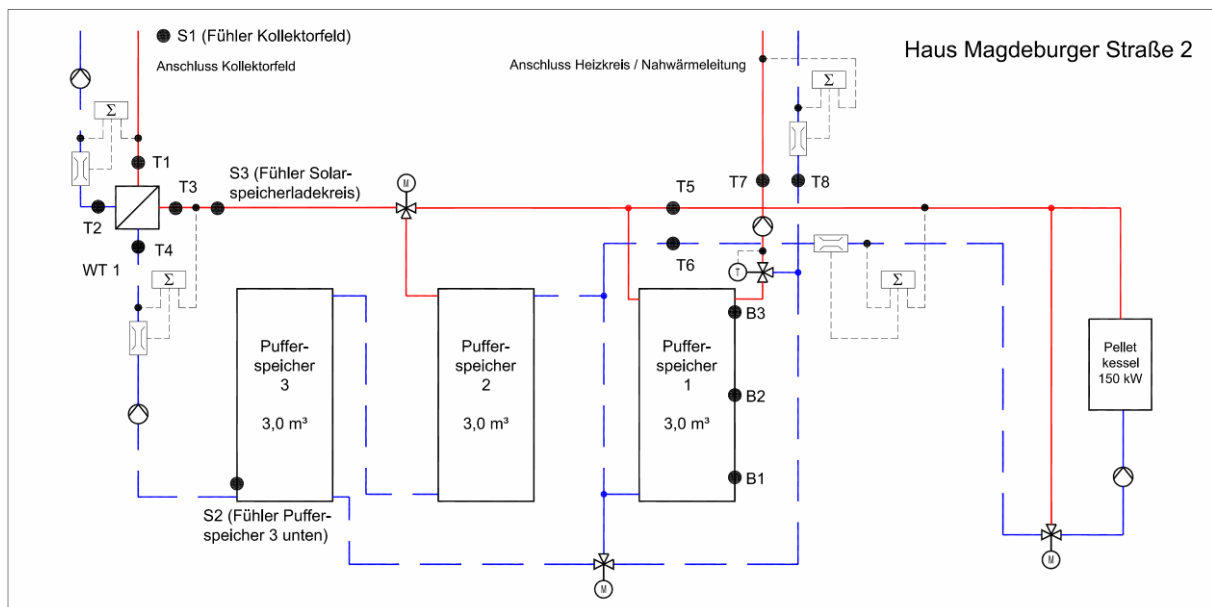 S1 (Fühler Kollektorfeld)
Anschluss Kollektorfeld
Anschluss Heizkreis / Nahwärmeleitung
Haus Magdeburger Straße 2
Σ
Σ
T1
S3 (Fühler Solar-
speicherladekreis)
M
T2
T3
T4
T5
T6
T7
T8
WT 1
Σ
T
Σ
Puffer-
speicher
3
3,0 m³
Puffer-
speicher
2
3,0 m³
Puffer-
speicher
1
3,0 m³
B3
B2
B1
Pellet
kessel
150 kW
S2 (Fühler Puffer-
speicher 3 unten)
M
M